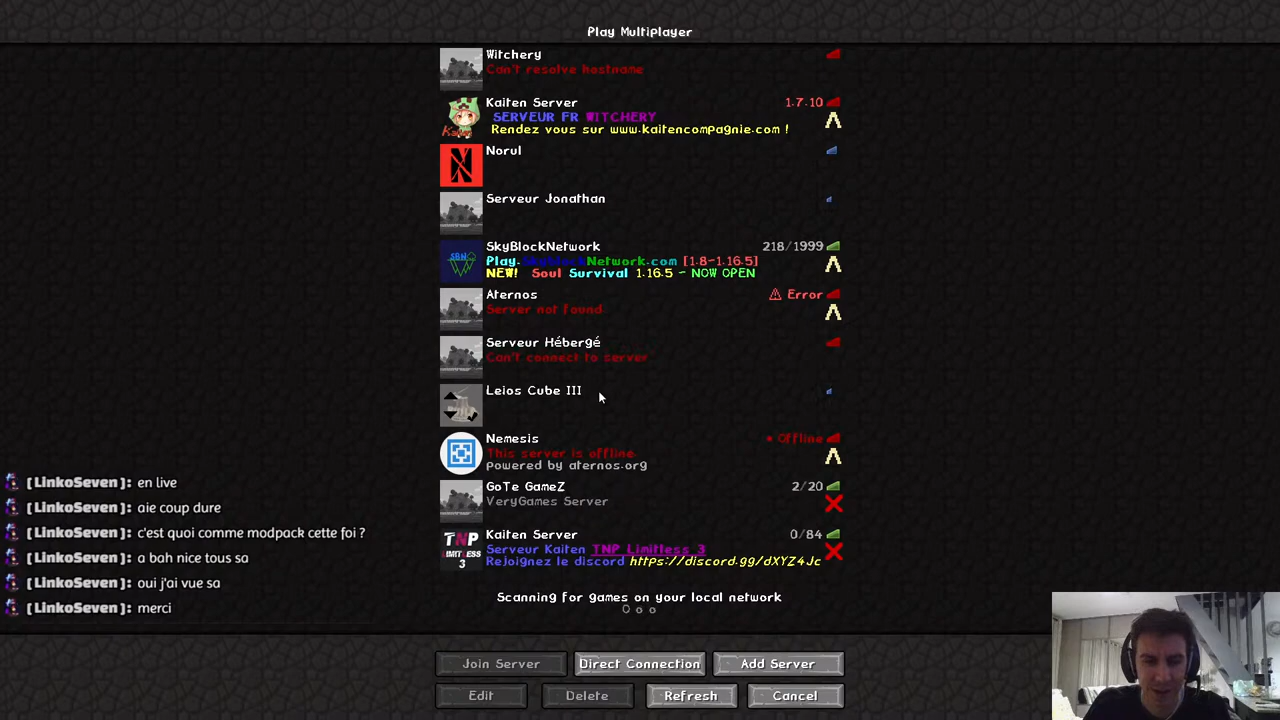 Play Multiplayer
Witchery
Can't resolve hostname
Kaiten Server 1.7.10
SERVEUR FR WITCHERY
Rendez vous sur www.kaitencompagnie.com !
Norul
Serveur Jonathan
SkyBlockNetwork 218/1999
Play.SkyblockNetwork.com [1.8-1.16.5]
NEW! Soul Survival 1.16.5 - NOW OPEN
Aternos ⚠ Error
Server not found
Serveur Hébergé
Can't connect to server
Leios Cube III
Nemesis • Offline
This server is offline
Powered by aternos.org
GoTe GameZ 2/20
VeryGames Server
Kaiten Server 0/84
Serveur Kaiten TNP Limitless 3
Rejoignez le discord https://discord.gg/dXYZ4Jc
SBN
Kaiten
TNP
LIMITLESS
3
Scanning for games on your local network
O o o
[LinkoSeven]: en live
[LinkoSeven]: aie coup dure
[LinkoSeven]: c'est quoi comme modpack cette foi ?
[LinkoSeven]: a bah nice tous sa
[LinkoSeven]: oui j'ai vue sa
[LinkoSeven]: merci
Join Server Direct Connection Add Server
Edit Delete Refresh Cancel